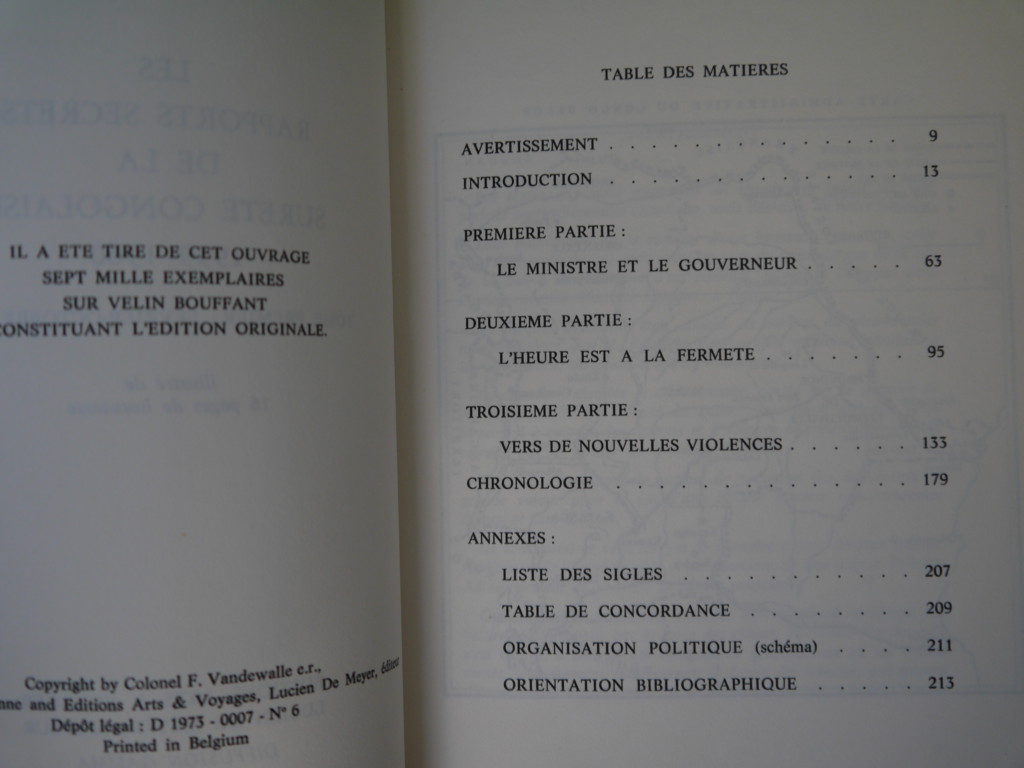 IL A ETE TIRE DE CET OUVRAGE
SEPT MILLE EXEMPLAIRES
SUR VELIN BOUFFANT
CONSTITUANT L'EDITION ORIGINALE.
Copyright by Colonel F. Vandewalle e.r.,
and Editions Arts & Voyages, Lucien De Meyer, éditeur
Dépôt légal : D 1973 - 0007 - N° 6
Printed in Belgium
TABLE DES MATIERES
AVERTISSEMENT . . . . . . . . . . . . . 9
INTRODUCTION . . . . . . . . . . . . . 13
PREMIERE PARTIE :
LE MINISTRE ET LE GOUVERNEUR . . . . . 63
DEUXIEME PARTIE :
L'HEURE EST A LA FERMETE . . . . . . . 95
TROISIEME PARTIE :
VERS DE NOUVELLES VIOLENCES . . . . . 133
CHRONOLOGIE . . . . . . . . . . . . 179
ANNEXES :
LISTE DES SIGLES . . . . . . . . . . 207
TABLE DE CONCORDANCE . . . . . . . 209
ORGANISATION POLITIQUE (schéma) . . . . 211
ORIENTATION BIBLIOGRAPHIQUE . . . . . 213